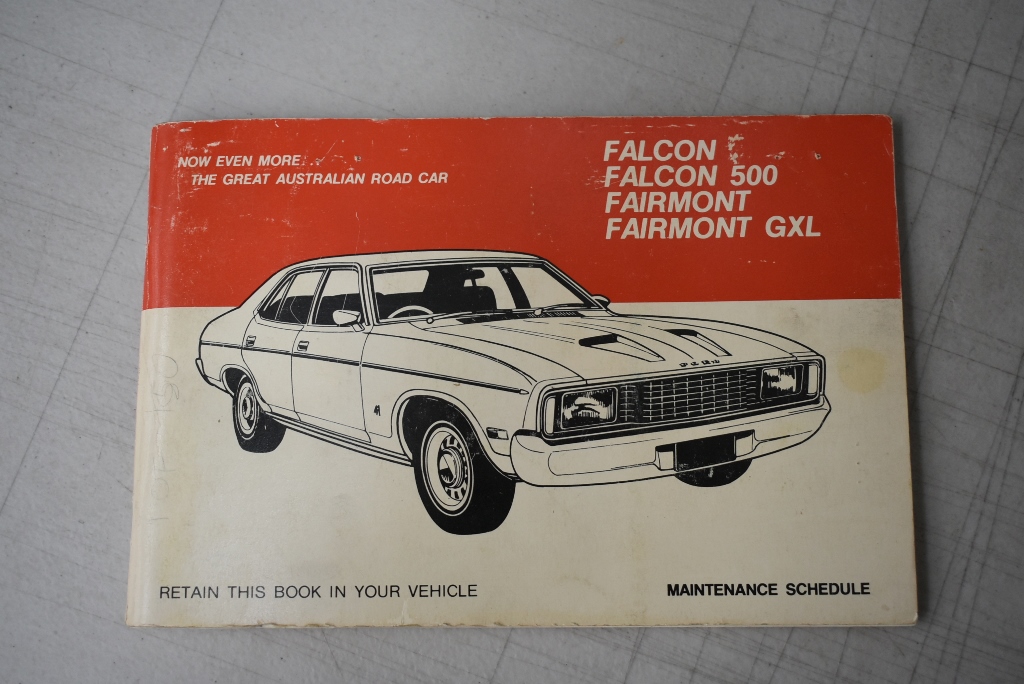 NOW EVEN MORE
THE GREAT AUSTRALIAN ROAD CAR
FALCON
FALCON 500
FAIRMONT
FAIRMONT GXL
FORD
RETAIN THIS BOOK IN YOUR VEHICLE
MAINTENANCE SCHEDULE